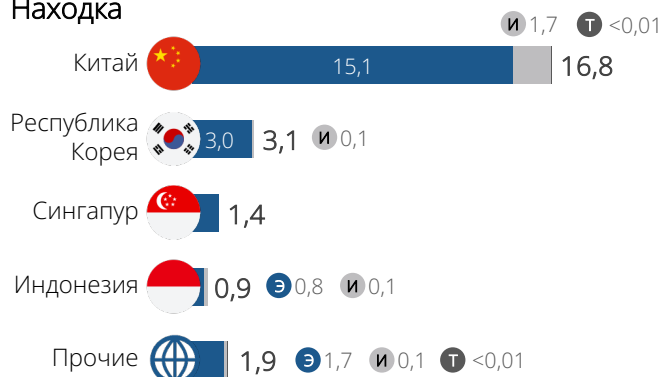 Находка
И 1,7 Т <0,01
Китай 15,1 16,8
Республика
Корея 3,0 3,1 И 0,1
Сингапур 1,4
Индонезия 0,9 Э 0,8 И 0,1
Прочие 1,9 Э 1,7 И 0,1 Т <0,01